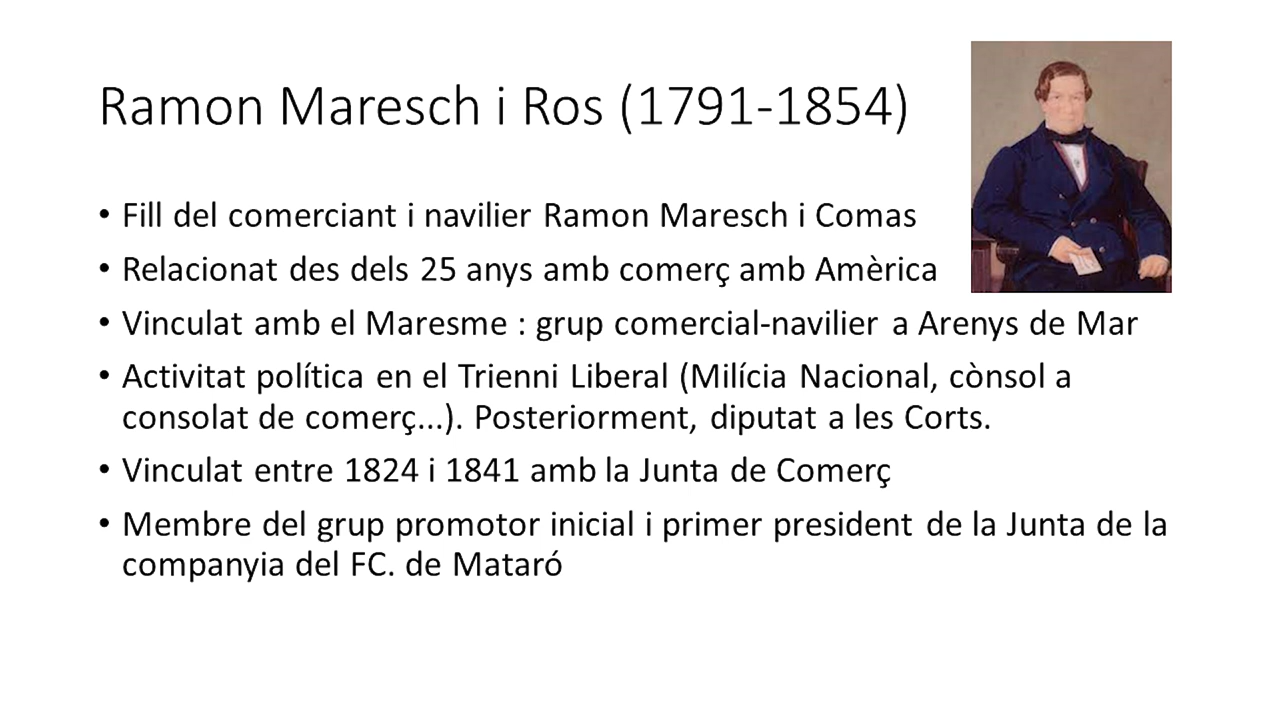 Ramon Maresch i Ros (1791-1854)
• Fill del comerciant i navilier Ramon Maresch i Comas
• Relacionat des dels 25 anys amb comerç amb Amèrica
• Vinculat amb el Maresme : grup comercial-navilier a Arenys de Mar
• Activitat política en el Trienni Liberal (Milícia Nacional, cònsol a
consolat de comerç...). Posteriorment, diputat a les Corts.
• Vinculat entre 1824 i 1841 amb la Junta de Comerç
• Membre del grup promotor inicial i primer president de la Junta de la
companyia del FC. de Mataró